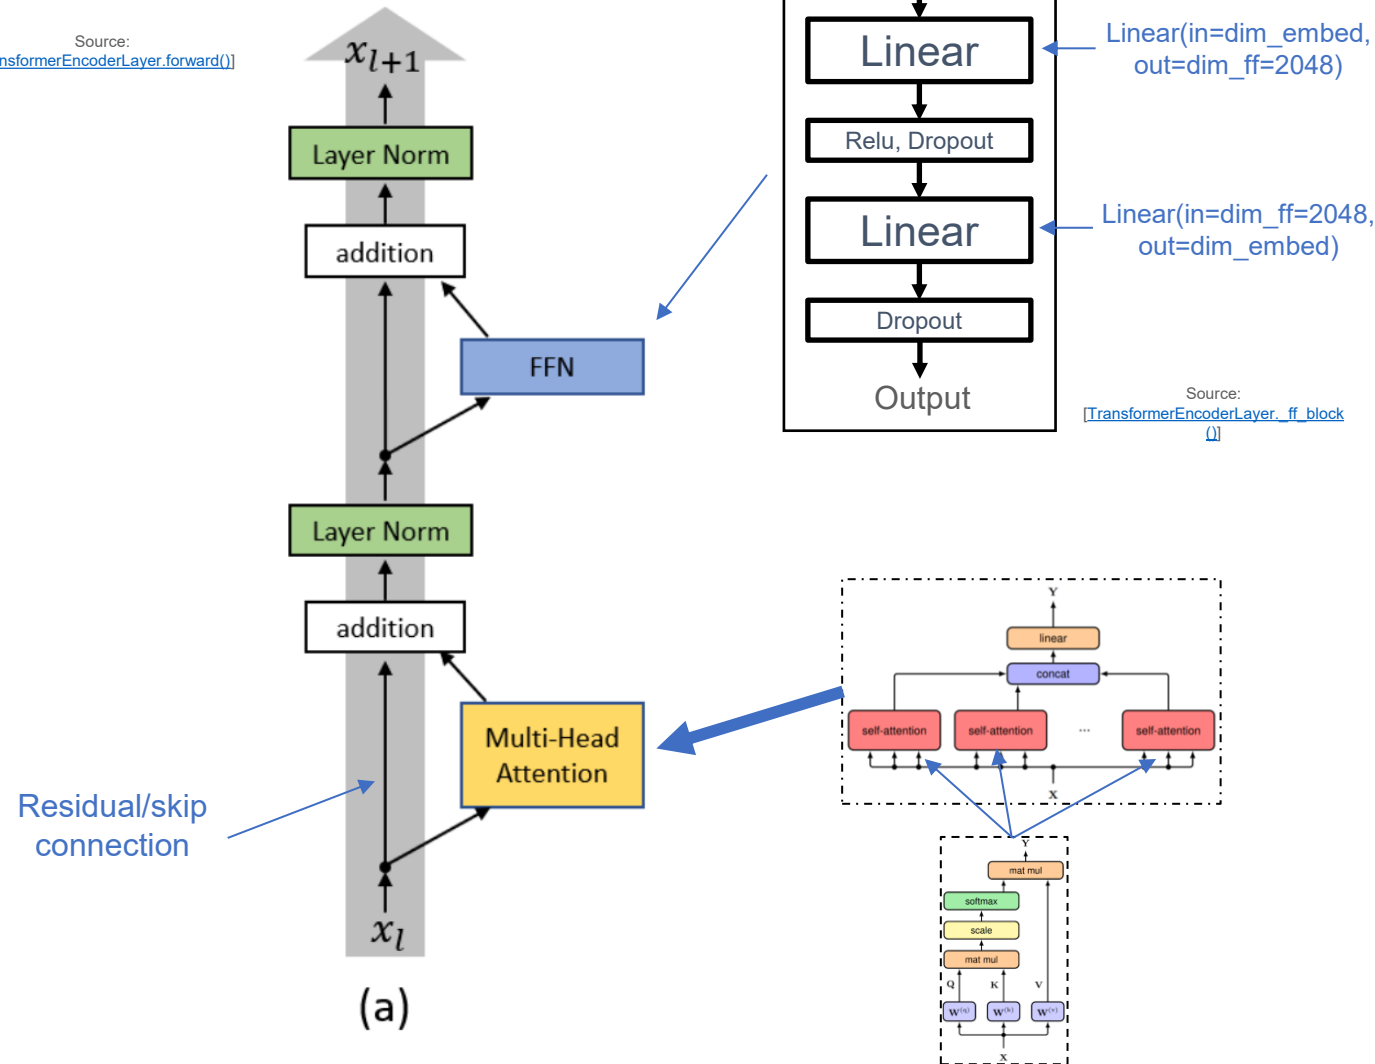 Source:
nsformerEncoderLayer.forward()]
x_{l+1}
Layer Norm
addition
FFN
Layer Norm
addition
Multi-Head
Attention
Residual/skip
connection
x_l
(a)
Linear
Relu, Dropout
Linear
Dropout
Output
Linear(in=dim_embed,
out=dim_ff=2048)
Linear(in=dim_ff=2048,
out=dim_embed)
Source:
[TransformerEncoderLayer._ff_block
()]
Y
linear
concat
self-attention
self-attention
...
self-attention
X
Y
mat mul
softmax
scale
mat mul
Q
K
V
W^{(q)}
W^{(k)}
W^{(v)}
X